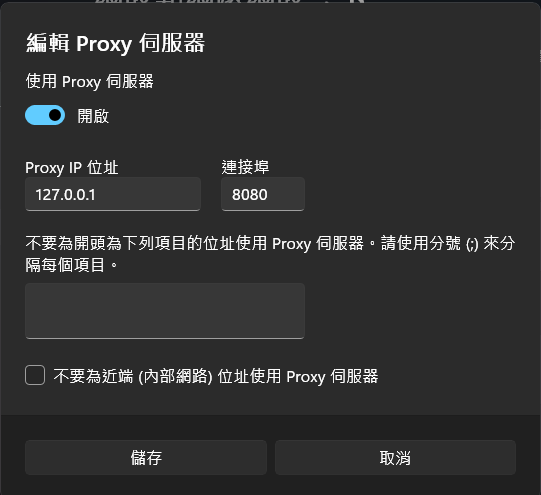 編輯 Proxy 伺服器
使用 Proxy 伺服器
開啟
Proxy IP 位址 連接埠
127.0.0.1 8080
不要為開頭為下列項目的位址使用 Proxy 伺服器。請使用分號 (;) 來分
隔每個項目。
不要為近端 (內部網路) 位址使用 Proxy 伺服器
儲存 取消